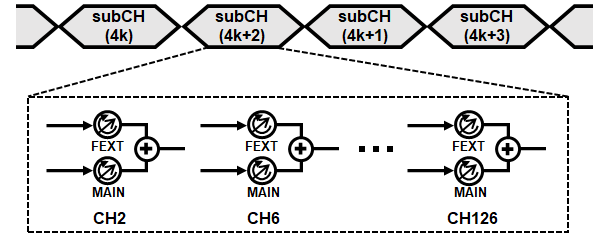 subCH subCH subCH subCH
(4k) (4k+2) (4k+1) (4k+3)
FEXT FEXT FEXT
MAIN MAIN MAIN
CH2 CH6 CH126